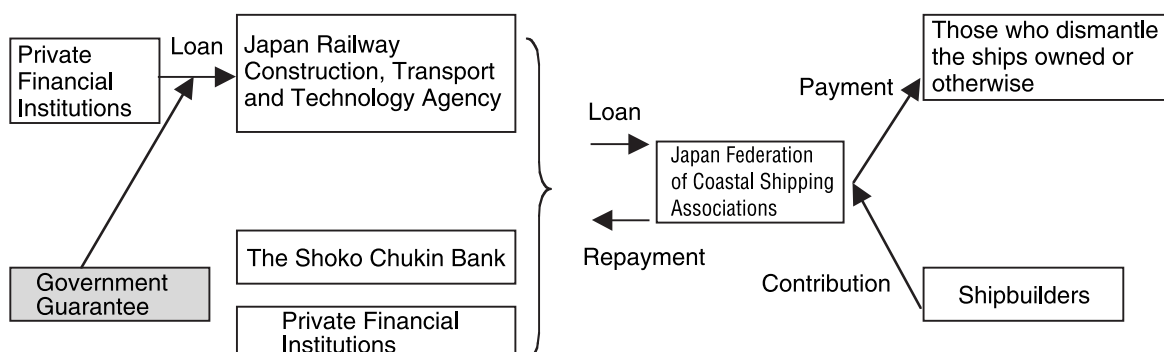 Private
Financial
Institutions
Loan
Japan Railway
Construction, Transport
and Technology Agency
Government
Guarantee
The Shoko Chukin Bank
Private Financial
Institutions
Loan
Repayment
Japan Federation
of Coastal Shipping
Associations
Payment
Those who dismantle
the ships owned or
otherwise
Contribution
Shipbuilders